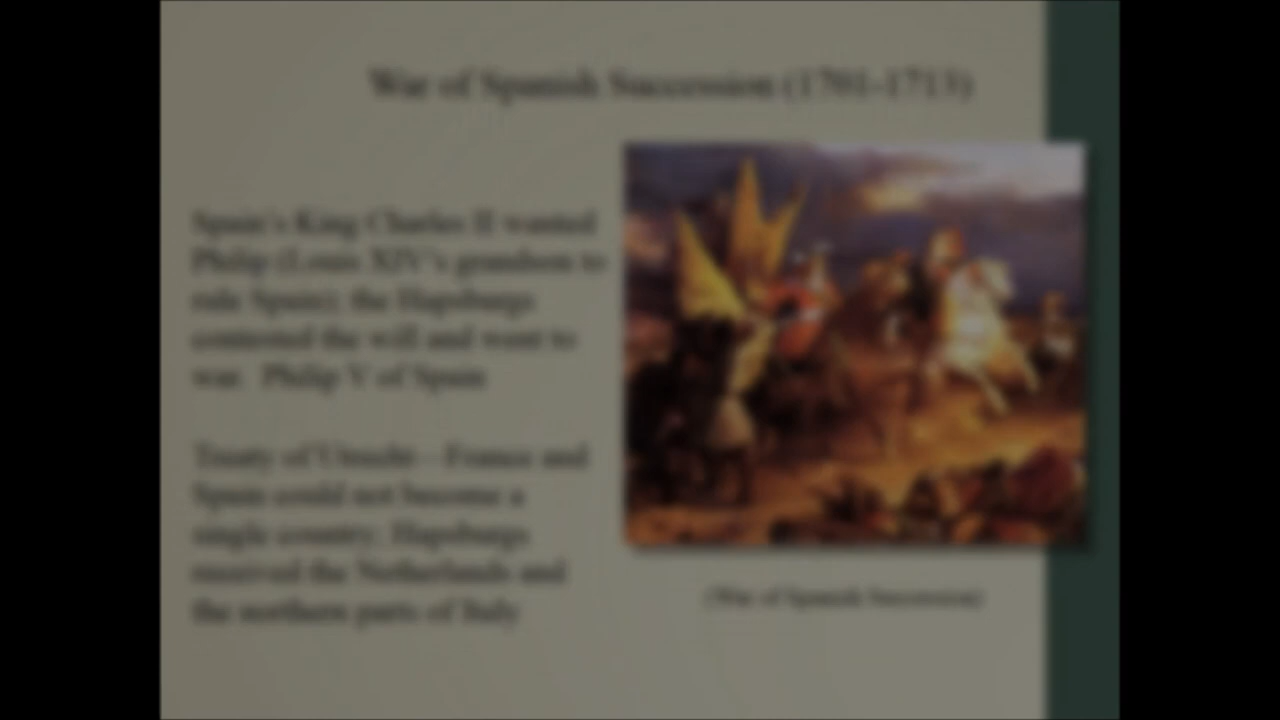 War of Spanish Succession (1701-1713)
Spain's King Charles II wanted
Philip (Louis XIV's grandson to
rule Spain); the Hapsburgs
contested the will and went to
war. Philip V of Spain
Treaty of Utrecht – France and
Spain could not become a
single country; Hapsburgs
received the Netherlands and
the northern parts of Italy
(War of Spanish Succession)